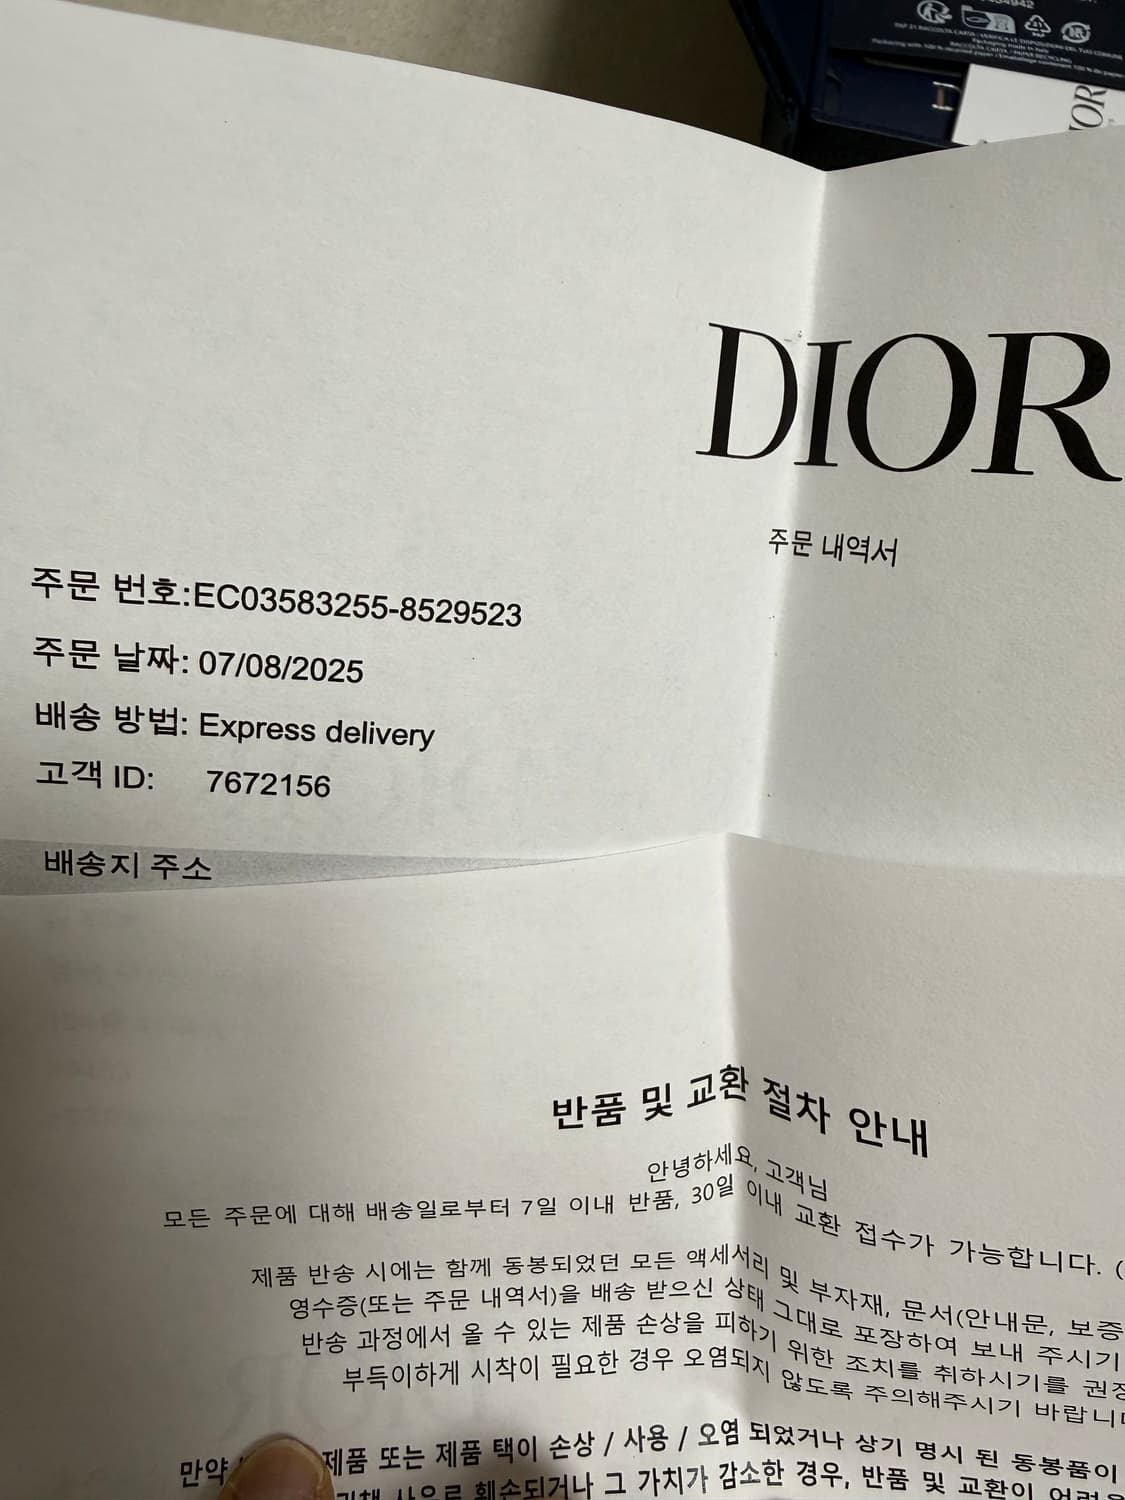 DIOR
DIOR
주문 내역서
주문 번호:EC03583255-8529523
주문 날짜: 07/08/2025
배송 방법: Express delivery
고객 ID: 7672156
배송지 주소
반품 및 교환 절차 안내
안녕하세요, 고객님
모든 주문에 대해 배송일로부터 7일 이내 반품, 30일 이내 교환 접수가 가능합니다. (
제품 반송 시에는 함께 동봉되었던 모든 액세서리 및 부자재, 문서(안내문, 보증
영수증(또는 주문 내역서)을 배송 받으신 상태 그대로 포장하여 보내 주시기
반송 과정에서 올 수 있는 제품 손상을 피하기 위한 조치를 취하시기를 권장
부득이하게 시착이 필요한 경우 오염되지 않도록 주의해주시기 바랍니
만약 제품 또는 제품 택이 손상 / 사용 / 오염 되었거나 상기 명시 된 동봉품이
훼손되거나 그 가치가 감소한 경우, 반품 및 교환이